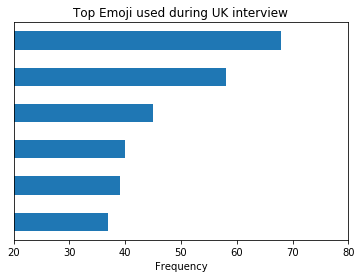 Top Emoji used during UK interview
20 30 40 50 60 70 80
Frequency